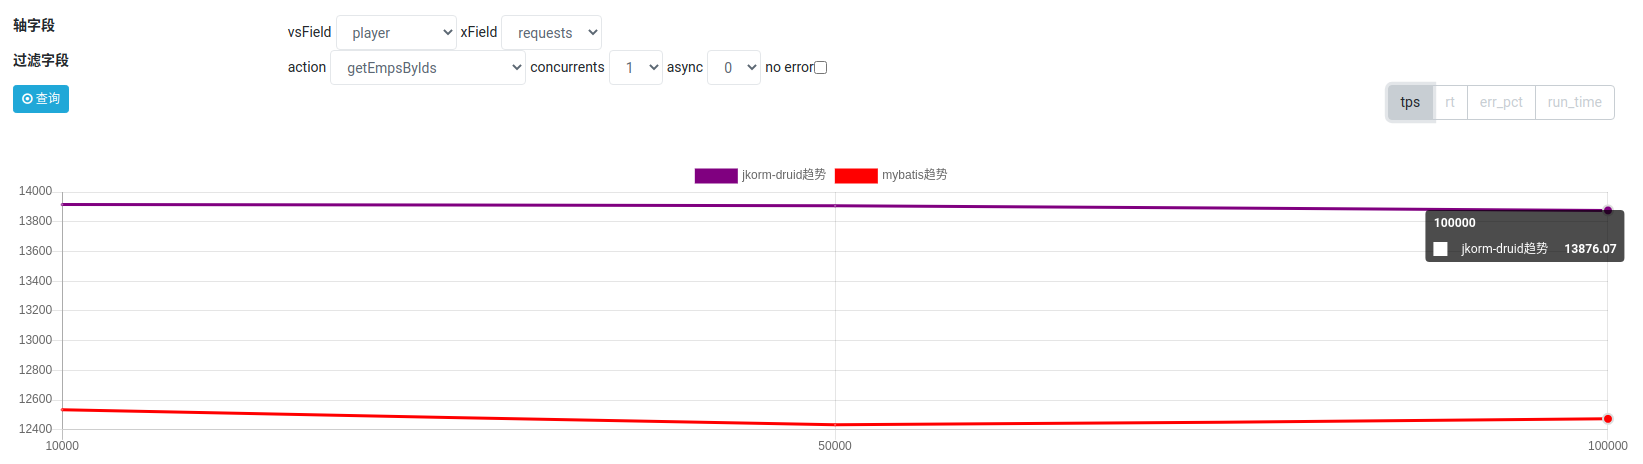 轴字段
vsField player xField requests
过滤字段
action getEmpsByIds concurrents 1 async 0 no error
查询
tps rt err_pct run_time
jkorm-druid趋势 mybatis趋势
14000
13800
13600
13400
13200
13000
12800
12600
12400
100000
jkorm-druid趋势 13876.07
10000 50000 100000